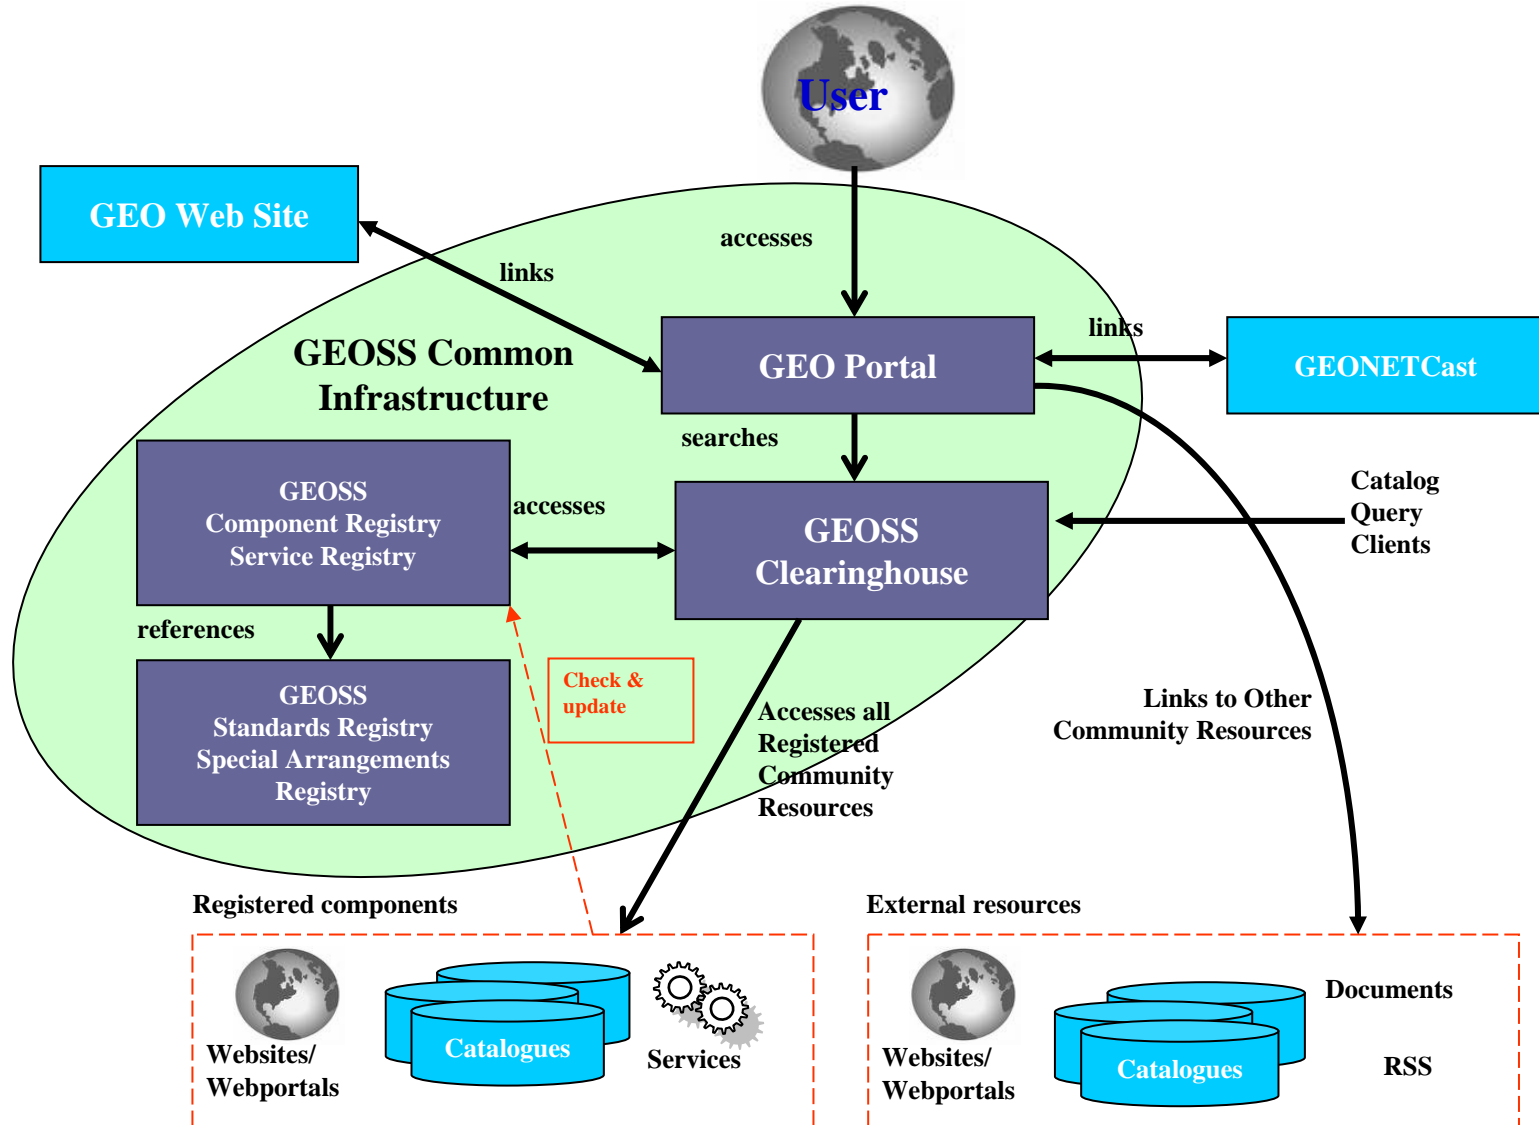 User
GEO Web Site
accesses
links
GEOSS Common
Infrastructure
GEO Portal
links
GEONETCast
searches
GEOSS
Component Registry
Service Registry
accesses
GEOSS
Clearinghouse
Catalog
Query
Clients
references
GEOSS
Standards Registry
Special Arrangements
Registry
Check &
update
Accesses all
Registered
Community
Resources
Links to Other
Community Resources
Registered components
Websites/
Webportals
Catalogues
Services
External resources
Websites/
Webportals
Catalogues
Documents
RSS